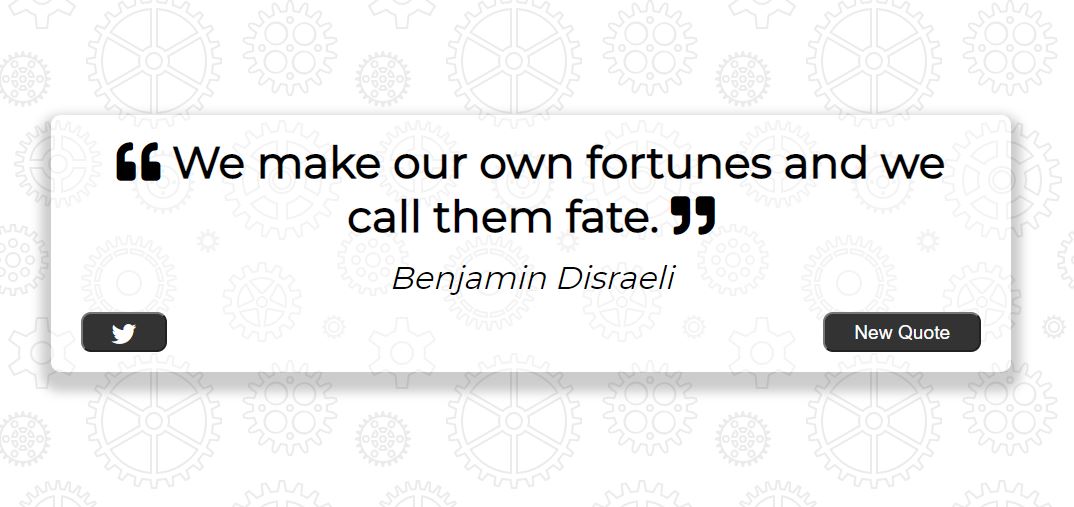 ❝ We make our own fortunes and we
call them fate. ❞
Benjamin Disraeli
New Quote